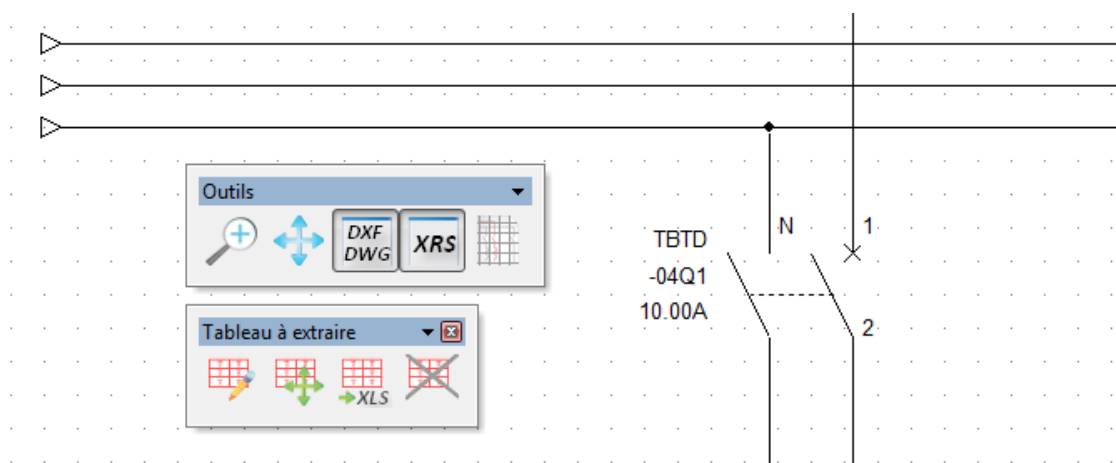 Outils
DXF
DWG
XRS
Tableau à extraire
XLS
N
1
TBTD
-04Q1
10.00A
2